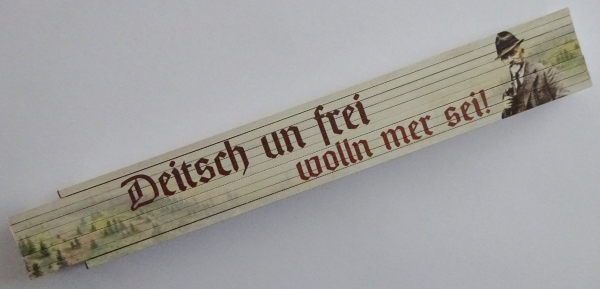 Deitsch un frei
wolln mer sei!